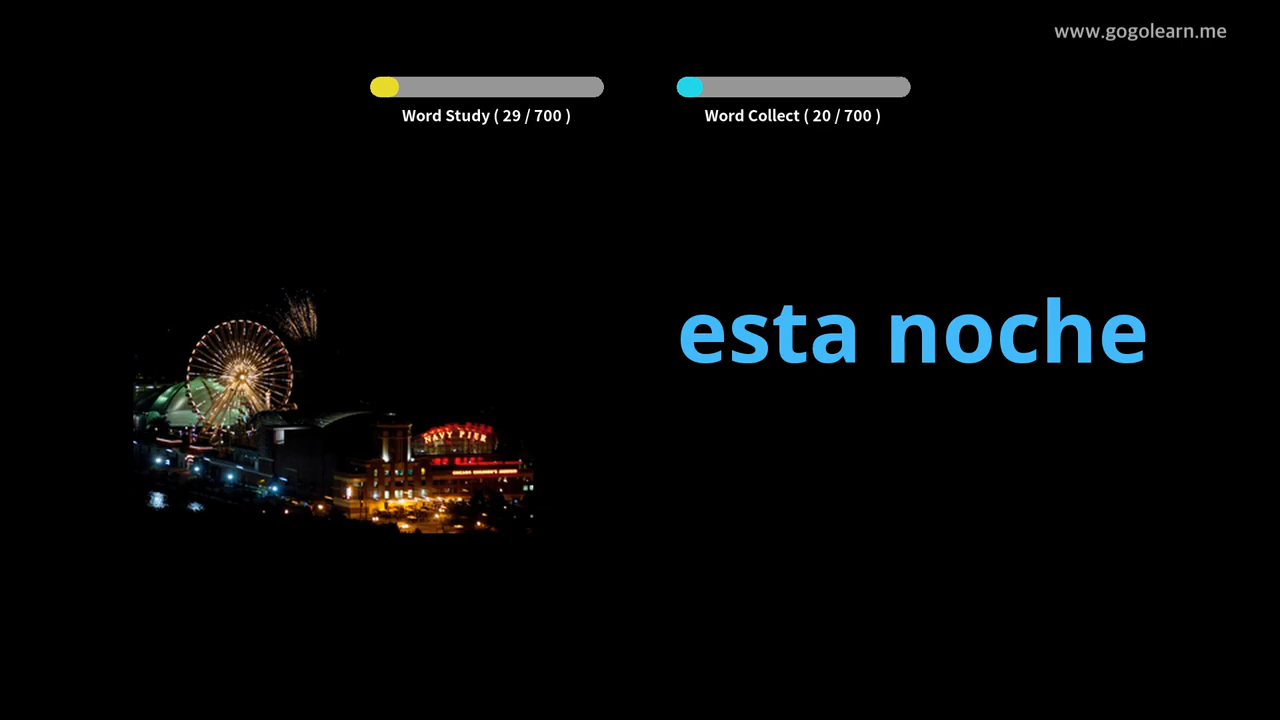 www.gogolearn.me
Word Study ( 29 / 700 )
Word Collect ( 20 / 700 )
esta noche
NAVY PIER